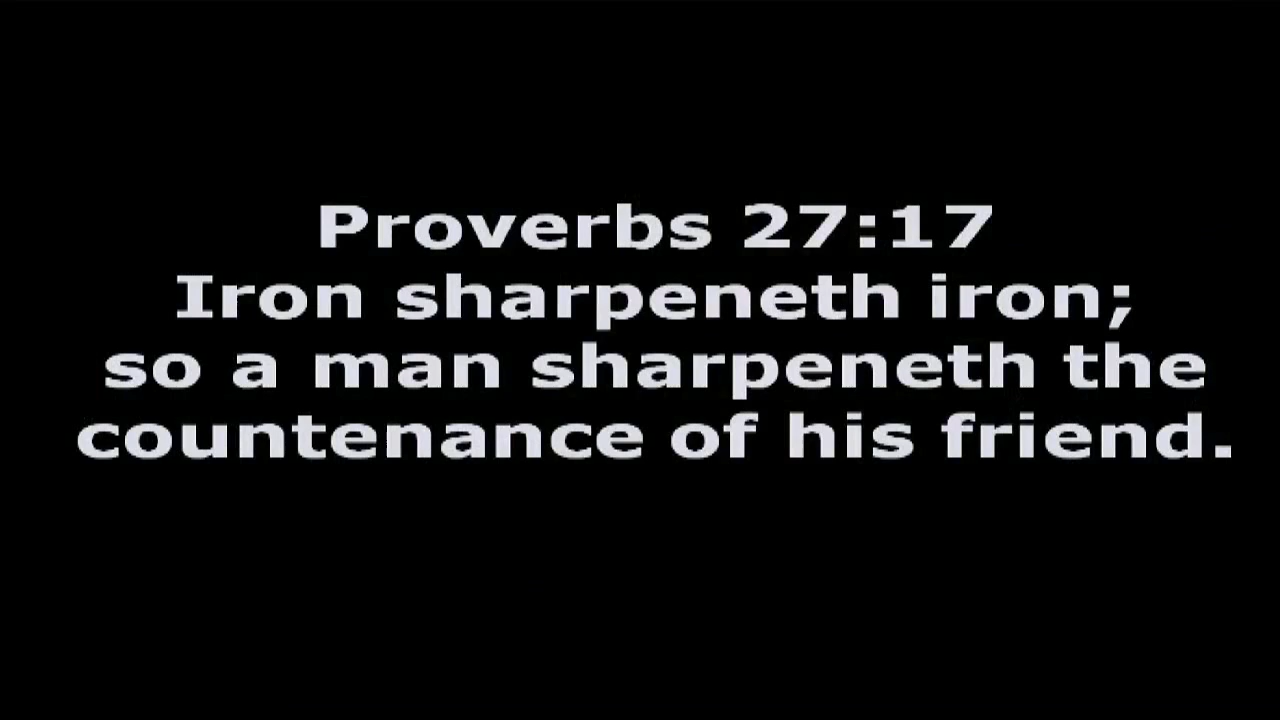 Proverbs 27:17
Iron sharpeneth iron;
so a man sharpeneth the
countenance of his friend.